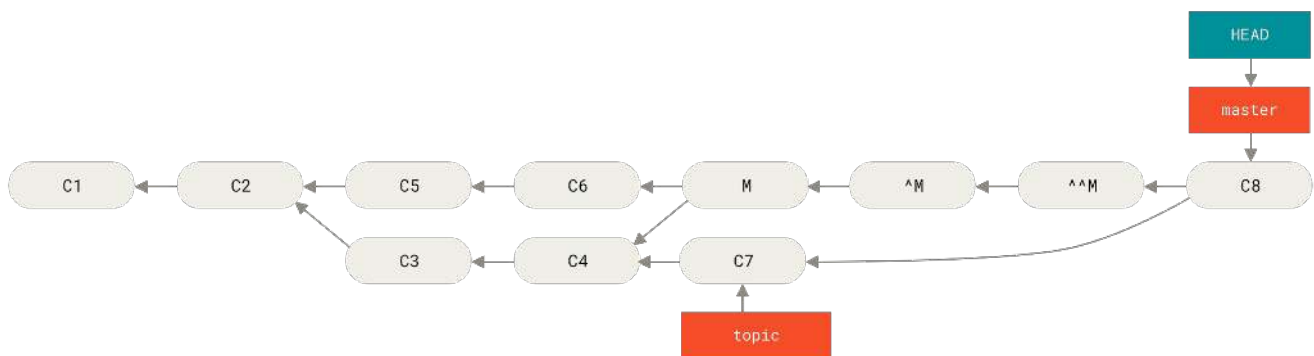 HEAD
master
C1 C2 C5 C6 M ^M ^^M C8
C3 C4 C7
topic